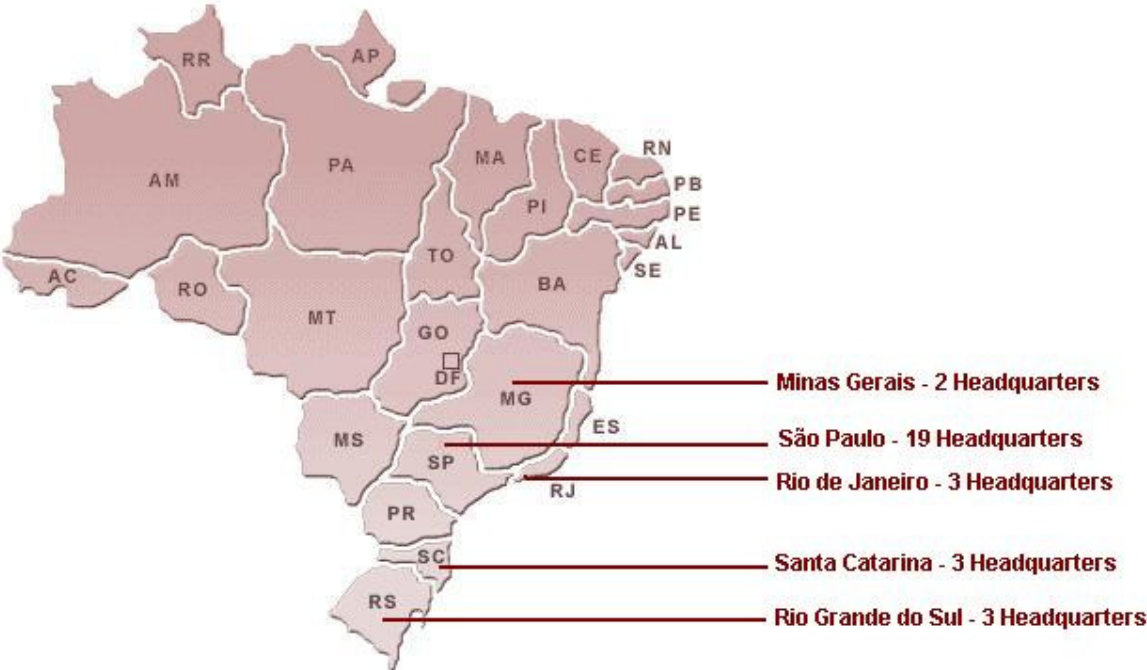 RR
AP
AM
PA
MA
CE
RN
PB
PI
PE
AL
SE
TO
AC
RO
BA
MT
GO
DF
Minas Gerais - 2 Headquarters
MG
ES
MS
São Paulo - 19 Headquarters
SP
Rio de Janeiro - 3 Headquarters
RJ
PR
SC
Santa Catarina - 3 Headquarters
RS
Rio Grande do Sul - 3 Headquarters